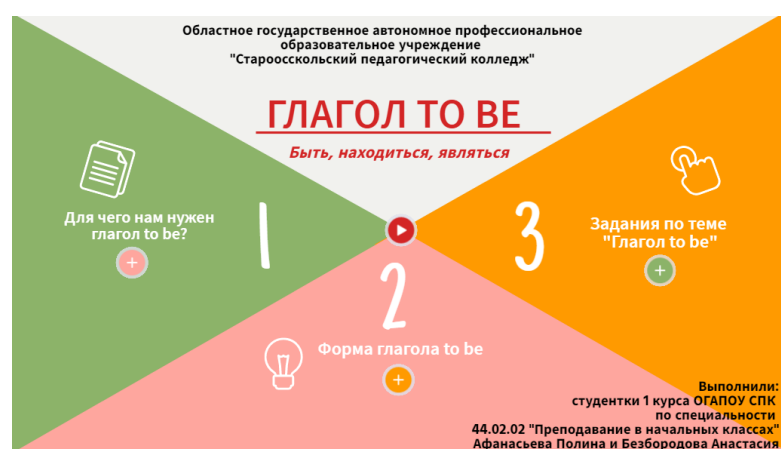 Областное государственное автономное профессиональное
образовательное учреждение
"Староосскольский педагогический колледж"
ГЛАГОЛ TO BE
Быть, находиться, являться
Для чего нам нужен
глагол to be?
1
2
Форма глагола to be
3
Задания по теме
"Глагол to be"
Выполнили:
студентки 1 курса ОГАПОУ СПК
по специальности
44.02.02 "Преподавание в начальных классах"
Афанасьева Полина и Безбородова Анастасия